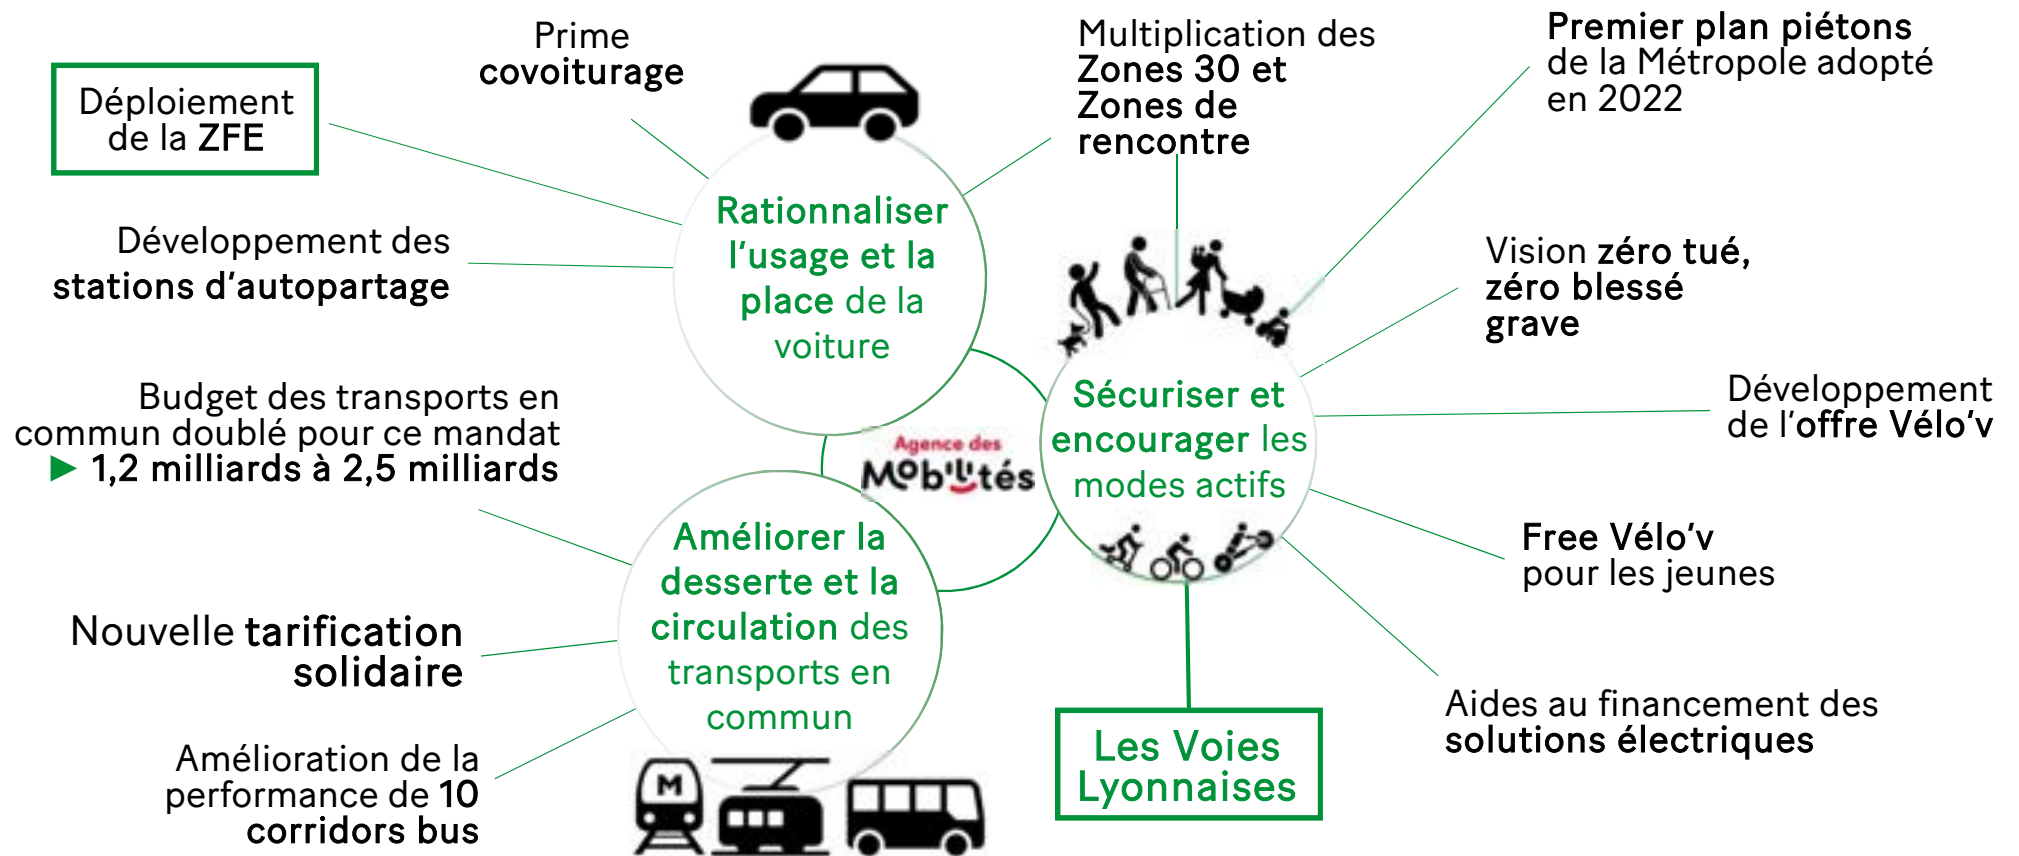 Prime
covoiturage
Déploiement
de la ZFE
Développement des
stations d'autopartage
Rationnaliser
l'usage et la
place de la
voiture
Multiplication des
Zones 30 et
Zones de
rencontre
Premier plan piétons
de la Métropole adopté
en 2022
Vision zéro tué,
zéro blessé
grave
Développement
de l'offre Vélo'v
Sécuriser et
encourager les
modes actifs
Free Vélo'v
pour les jeunes
Aides au financement des
solutions électriques
Les Voies
Lyonnaises
Agence des
Mobilités
Budget des transports en
commun doublé pour ce mandat
► 1,2 milliards à 2,5 milliards
Améliorer la
desserte et la
circulation des
transports en
commun
Nouvelle tarification
solidaire
Amélioration de la
performance de 10
corridors bus
M